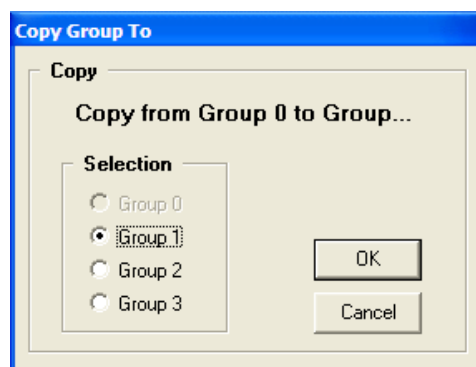 Copy Group To
Copy
Copy from Group 0 to Group...
Selection
Group 0
Group 1
Group 2
Group 3
OK
Cancel